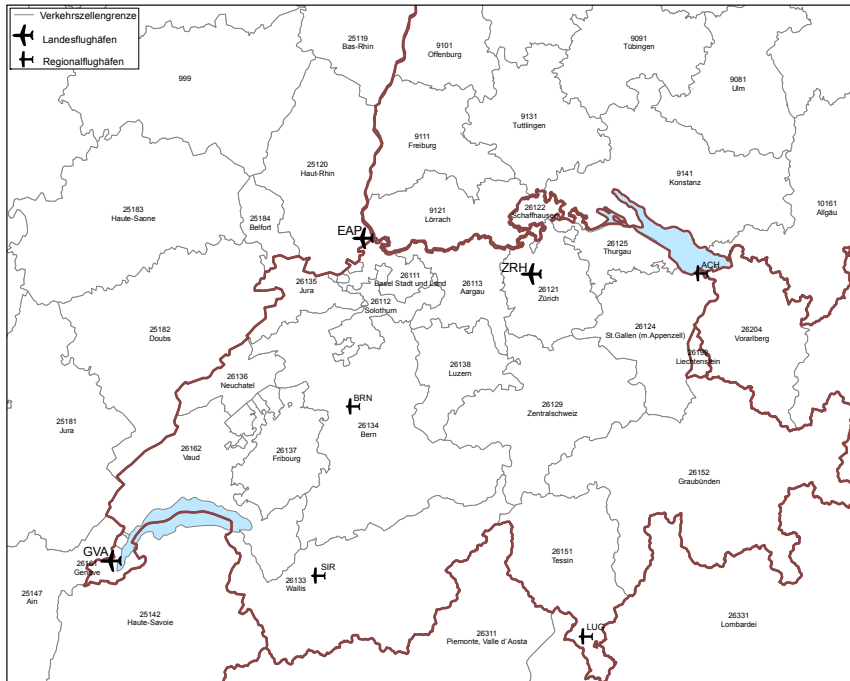 Verkehrszellengrenze
Landesflughäfen
Regionalflughäfen
25119
Bas-Rhin
9101
Offenburg
9091
Tübingen
999
9081
Ulm
9131
Tuttlingen
9111
Freiburg
25120
Haut-Rhin
9141
Konstanz
25183
Haute-Saone
10161
Allgäu
25184
Belfort
9121
Lörrach
26122
Schaffhausen
EAP
26125
Thurgau
ZRH
ACH
26135
Jura
26111
Basel Stadt und Land
26113
Aargau
26121
Zürich
26112
Solothurn
25182
Doubs
26124
St.Gallen (m.Appenzell)
26204
Vorarlberg
26199
Liechtenstein
26138
Luzern
26136
Neuchatel
BRN
26129
Zentralschweiz
25181
Jura
26134
Bern
26162
Vaud
26137
Fribourg
26152
Graubünden
GVA
26161
Genève
26151
Tessin
SIR
26133
Wallis
25147
Ain
25142
Haute-Savoie
26331
Lombardei
LUG
26311
Piemonte, Valle d´Aosta